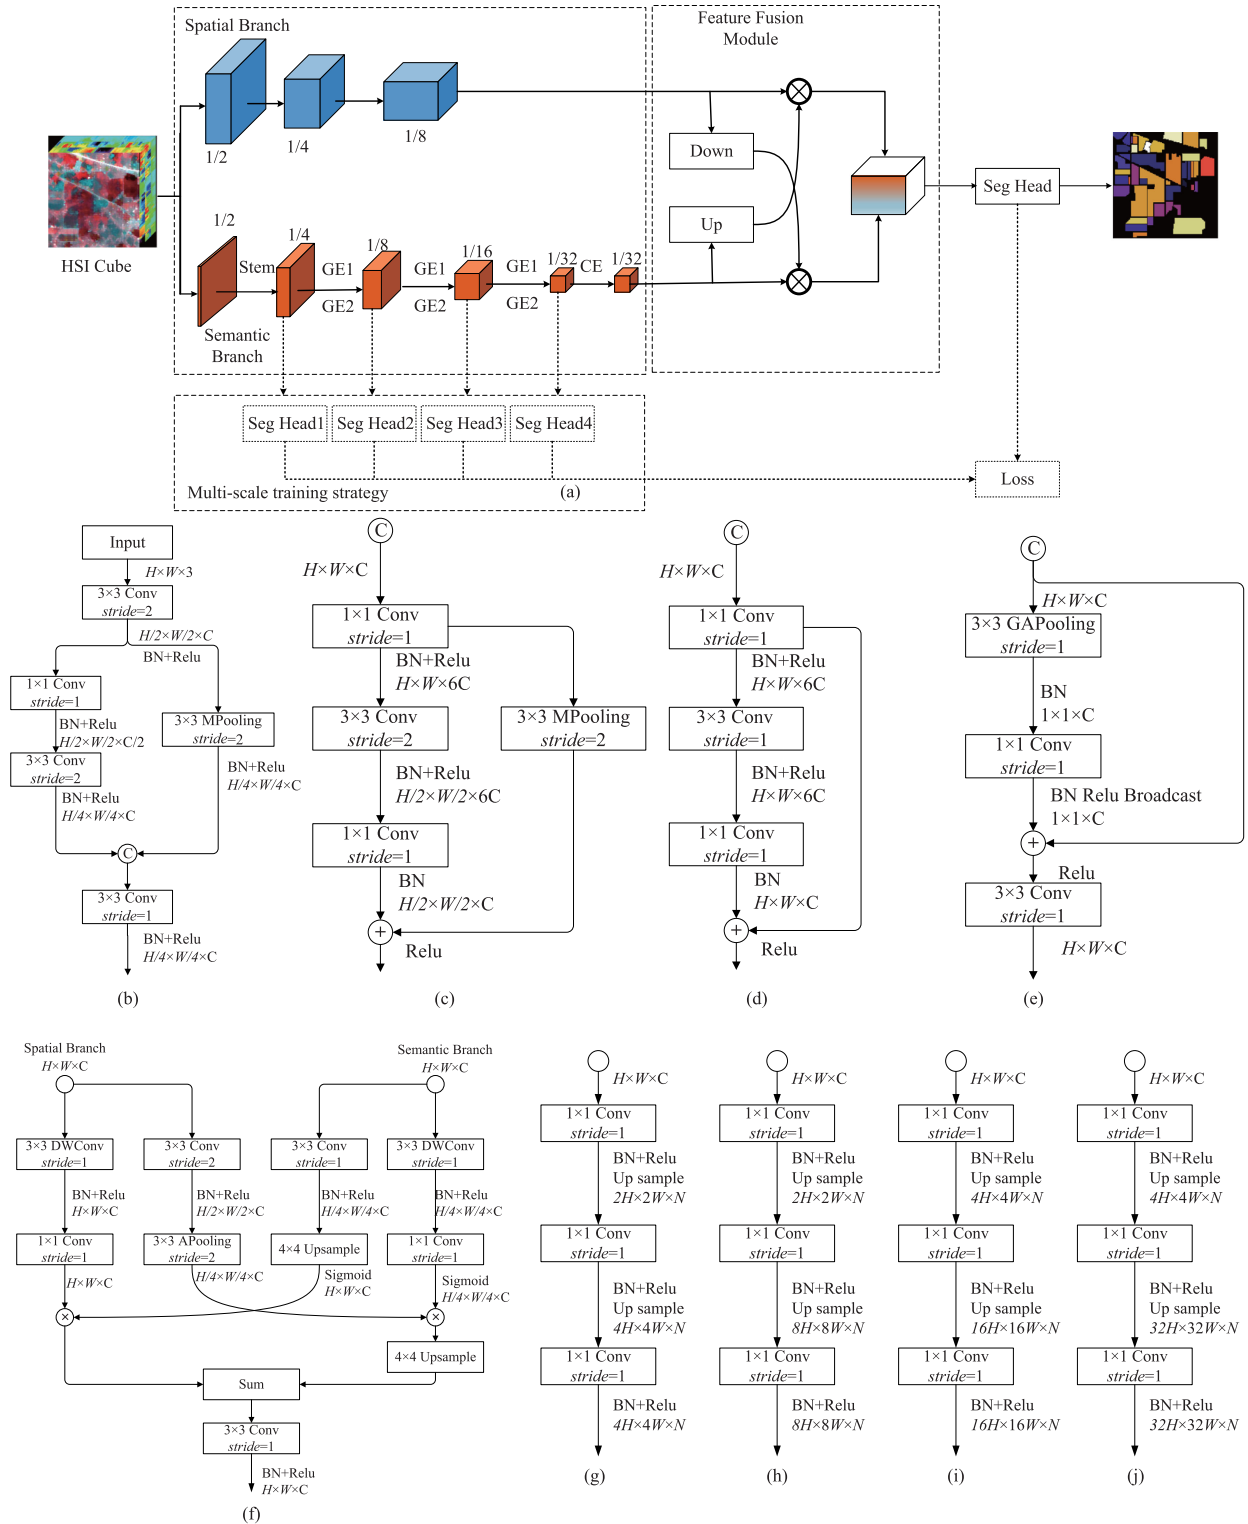 Spatial Branch
Feature Fusion
Module
1/2
1/4
1/8
Down
Up
HSI Cube
Seg Head
1/2
Stem
1/4
GE1
GE2
1/8
GE1
GE2
1/16
GE1
GE2
1/32
CE
1/32
Semantic
Branch
Seg Head1
Seg Head2
Seg Head3
Seg Head4
Multi-scale training strategy
(a)
Loss
Input
H×W×3
3×3 Conv
stride=2
H/2×W/2×C
BN+Relu
1×1 Conv
stride=1
BN+Relu
H/2×W/2×C/2
3×3 Conv
stride=2
BN+Relu
H/4×W/4×C
3×3 MPooling
stride=2
BN+Relu
H/4×W/4×C
C
3×3 Conv
stride=1
BN+Relu
H/4×W/4×C
(b)
C
H×W×C
1×1 Conv
stride=1
BN+Relu
H×W×6C
3×3 Conv
stride=2
3×3 MPooling
stride=2
BN+Relu
H/2×W/2×6C
1×1 Conv
stride=1
BN
H/2×W/2×C
+
Relu
(c)
C
H×W×C
1×1 Conv
stride=1
BN+Relu
H×W×6C
3×3 Conv
stride=1
BN+Relu
H×W×6C
1×1 Conv
stride=1
BN
H×W×C
+
Relu
(d)
C
H×W×C
3×3 GAPooling
stride=1
BN
1×1×C
1×1 Conv
stride=1
BN Relu Broadcast
1×1×C
+
Relu
3×3 Conv
stride=1
H×W×C
(e)
Spatial Branch
H×W×C
Semantic Branch
H×W×C
3×3 DWConv
stride=1
3×3 Conv
stride=2
3×3 Conv
stride=1
3×3 DWConv
stride=1
BN+Relu
H×W×C
BN+Relu
H/2×W/2×C
BN+Relu
H/4×W/4×C
BN+Relu
H/4×W/4×C
1×1 Conv
stride=1
3×3 APooling
stride=2
4×4 Upsample
1×1 Conv
stride=1
H×W×C
H/4×W/4×C
Sigmoid
H×W×C
Sigmoid
H/4×W/4×C
×
×
4×4 Upsample
Sum
3×3 Conv
stride=1
BN+Relu
H×W×C
(f)
H×W×C
1×1 Conv
stride=1
BN+Relu
Up sample
2H×2W×N
1×1 Conv
stride=1
BN+Relu
Up sample
4H×4W×N
1×1 Conv
stride=1
BN+Relu
4H×4W×N
(g)
H×W×C
1×1 Conv
stride=1
BN+Relu
Up sample
2H×2W×N
1×1 Conv
stride=1
BN+Relu
Up sample
8H×8W×N
1×1 Conv
stride=1
BN+Relu
8H×8W×N
(h)
H×W×C
1×1 Conv
stride=1
BN+Relu
Up sample
4H×4W×N
1×1 Conv
stride=1
BN+Relu
Up sample
16H×16W×N
1×1 Conv
stride=1
BN+Relu
16H×16W×N
(i)
H×W×C
1×1 Conv
stride=1
BN+Relu
Up sample
4H×4W×N
1×1 Conv
stride=1
BN+Relu
Up sample
32H×32W×N
1×1 Conv
stride=1
BN+Relu
32H×32W×N
(j)